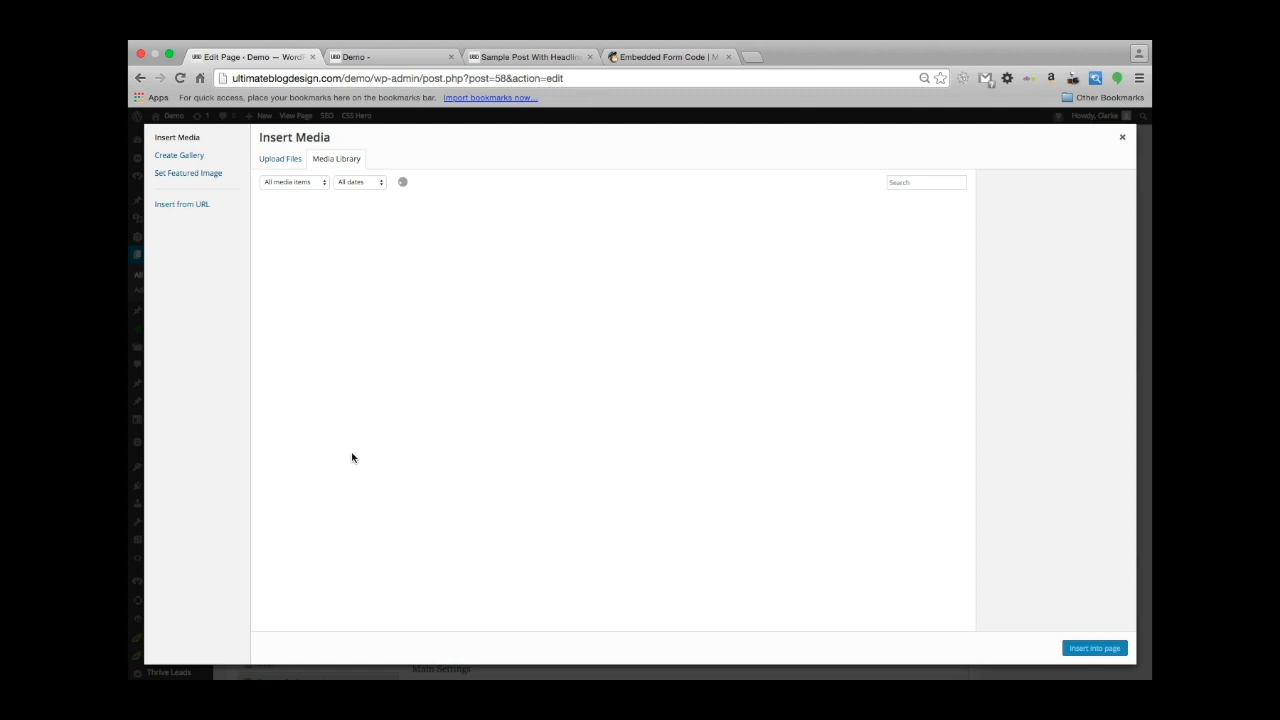 Edit Page ‹ Demo — WordP
Demo -
Sample Post With Headlin
Embedded Form Code | M
ultimateblogdesign.com/demo/wp-admin/post.php?post=58&action=edit
Apps
For quick access, place your bookmarks here on the bookmarks bar.
Import bookmarks now...
Other Bookmarks
Demo
1
New
View Page
SEO
CSS Hero
Howdy, Clarke
Insert Media
Create Gallery
Set Featured Image
Insert from URL
Insert Media
Upload Files
Media Library
All media items
All dates
Search
All
Insert into page
Main Settings
Thrive Leads